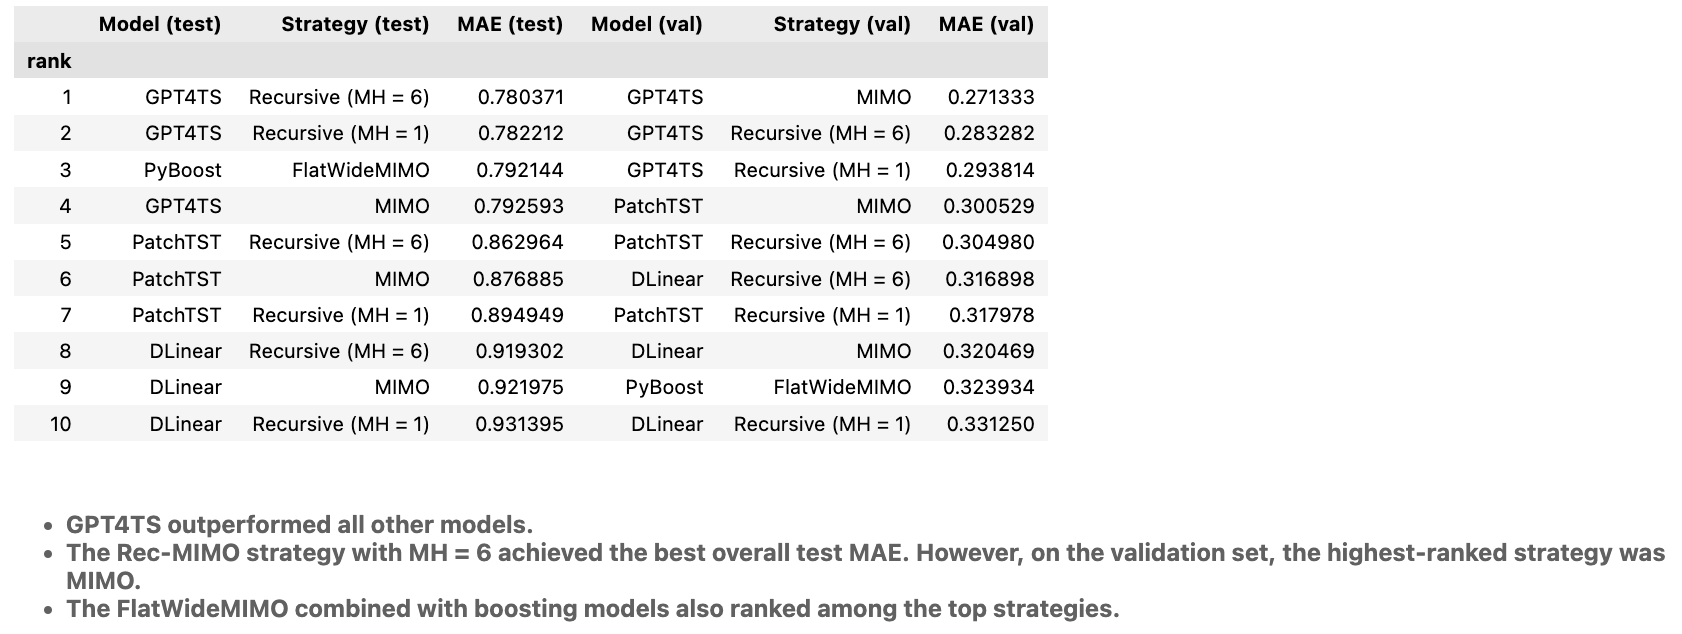 Model (test) Strategy (test) MAE (test) Model (val) Strategy (val) MAE (val)
rank
1 GPT4TS Recursive (MH = 6) 0.780371 GPT4TS MIMO 0.271333
2 GPT4TS Recursive (MH = 1) 0.782212 GPT4TS Recursive (MH = 6) 0.283282
3 PyBoost FlatWideMIMO 0.792144 GPT4TS Recursive (MH = 1) 0.293814
4 GPT4TS MIMO 0.792593 PatchTST MIMO 0.300529
5 PatchTST Recursive (MH = 6) 0.862964 PatchTST Recursive (MH = 6) 0.304980
6 PatchTST MIMO 0.876885 DLinear Recursive (MH = 6) 0.316898
7 PatchTST Recursive (MH = 1) 0.894949 PatchTST Recursive (MH = 1) 0.317978
8 DLinear Recursive (MH = 6) 0.919302 DLinear MIMO 0.320469
9 DLinear MIMO 0.921975 PyBoost FlatWideMIMO 0.323934
10 DLinear Recursive (MH = 1) 0.931395 DLinear Recursive (MH = 1) 0.331250
• GPT4TS outperformed all other models.
• The Rec-MIMO strategy with MH = 6 achieved the best overall test MAE. However, on the validation set, the highest-ranked strategy was
MIMO.
• The FlatWideMIMO combined with boosting models also ranked among the top strategies.